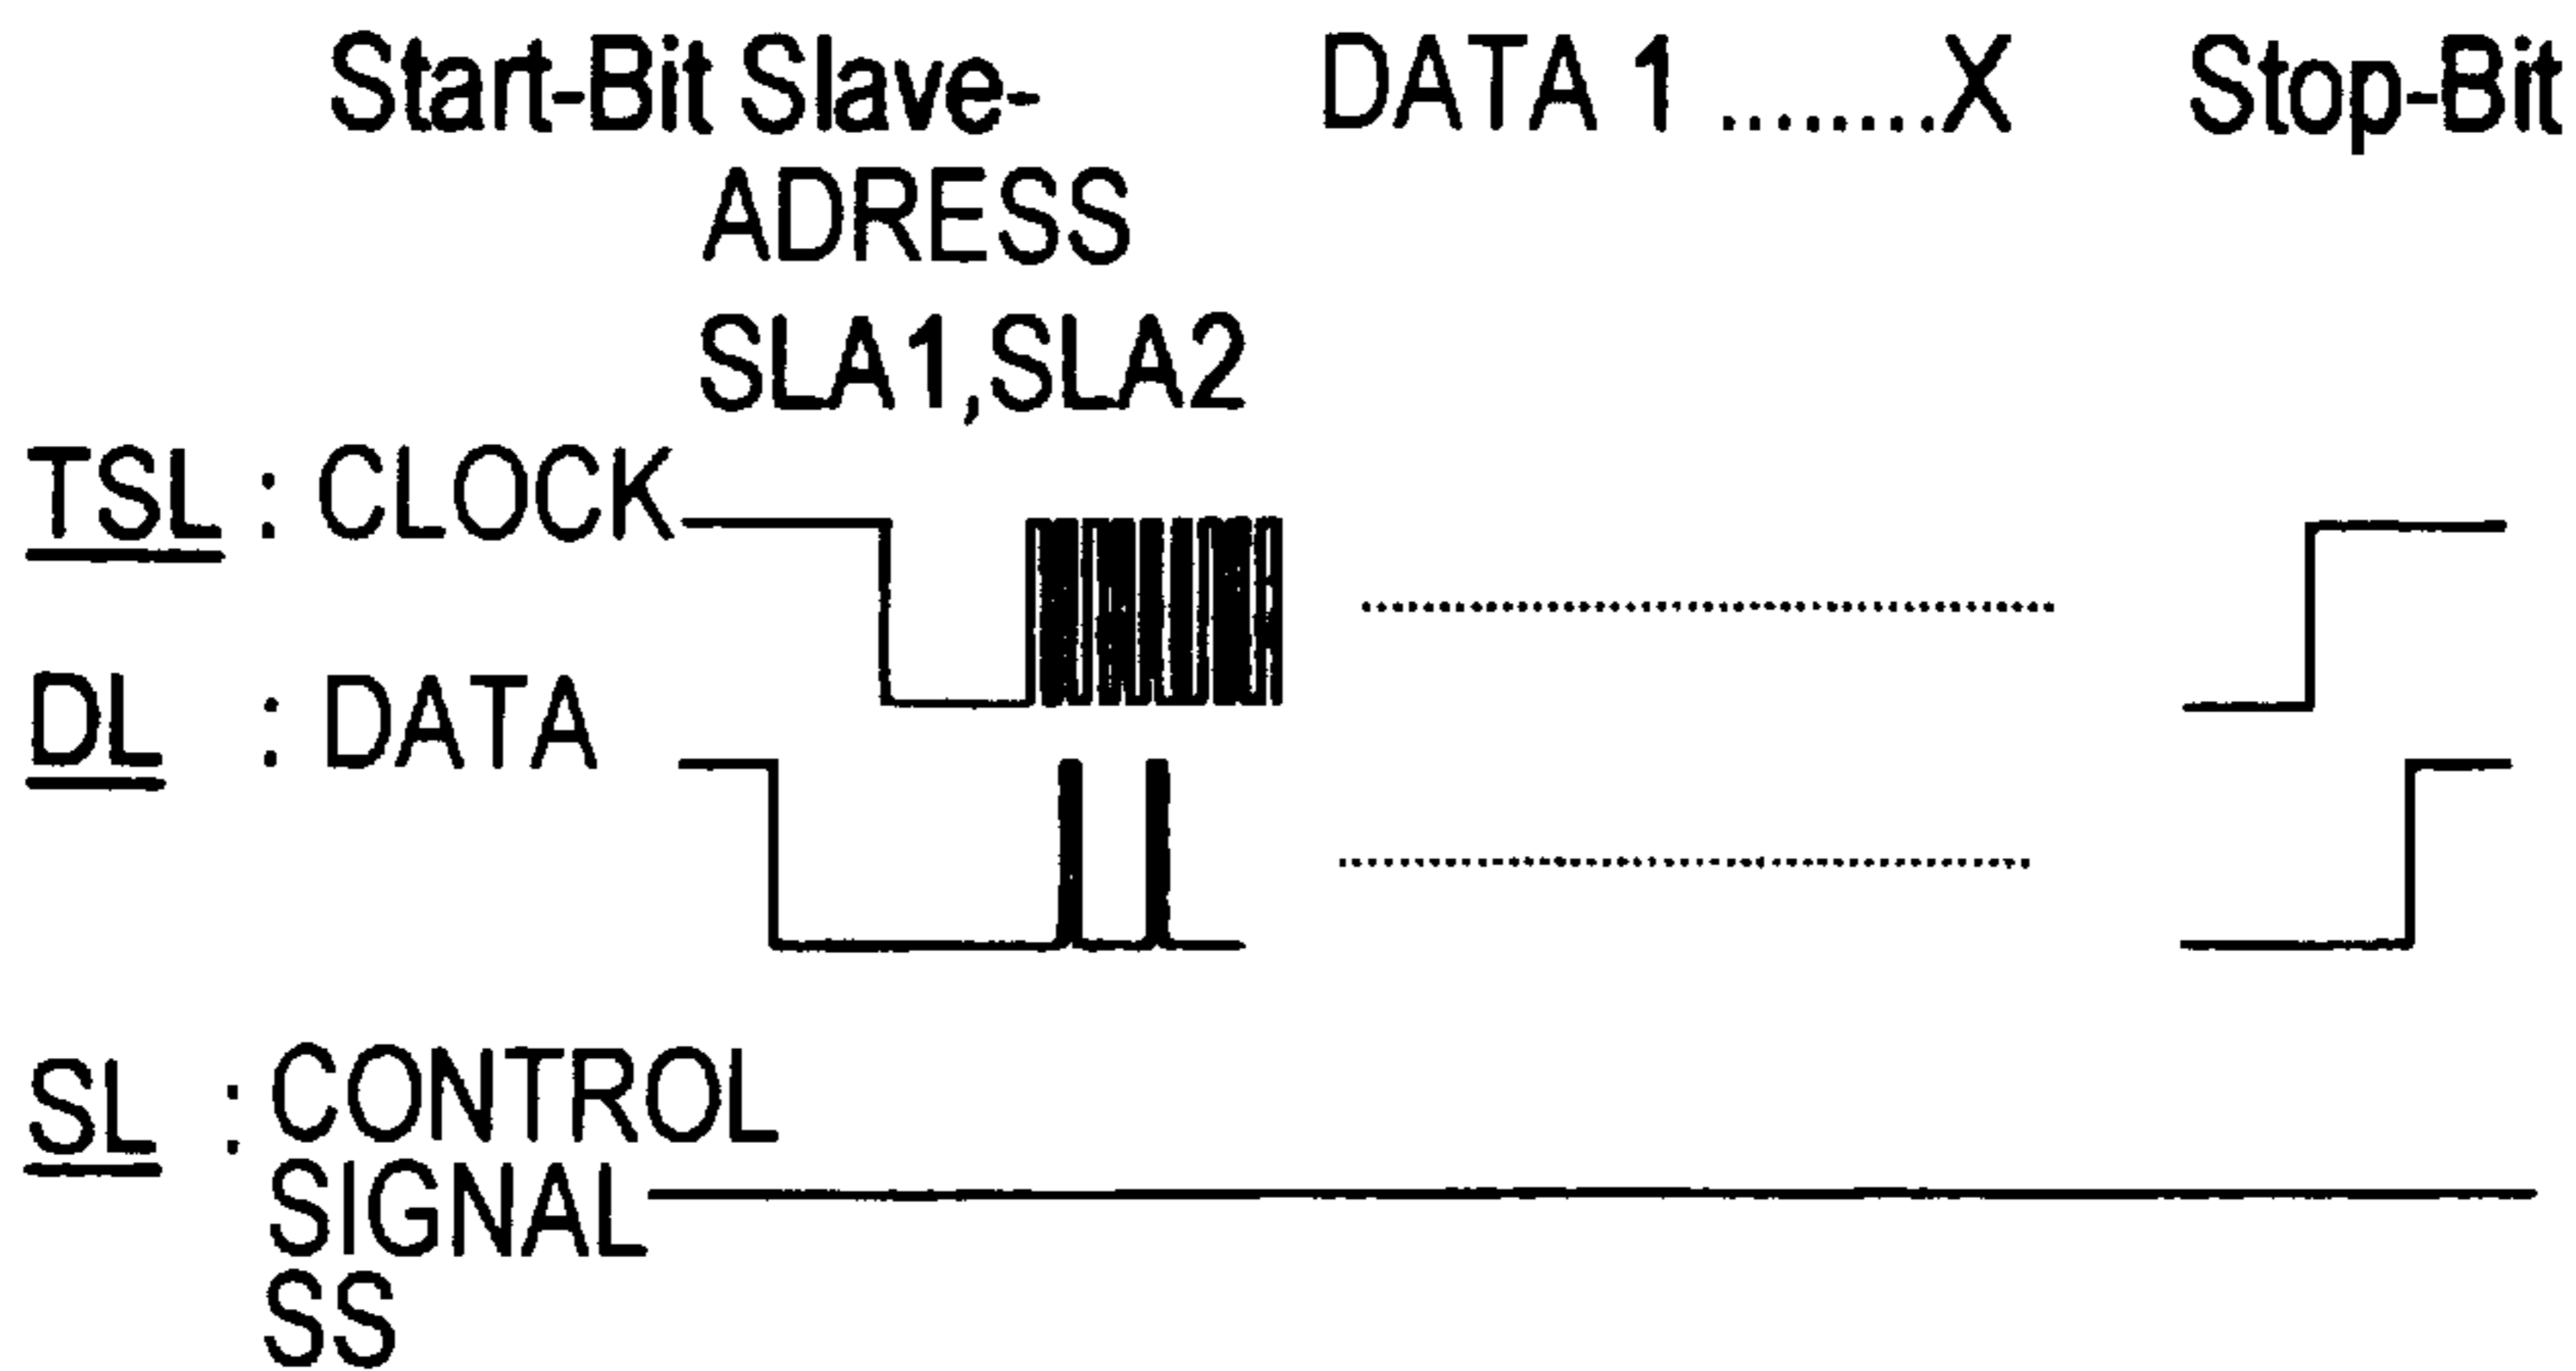 Start-Bit Slave- DATA 1 ........X Stop-Bit
ADRESS
SLA1,SLA2
TSL : CLOCK
DL : DATA
SL : CONTROL
SIGNAL
SS